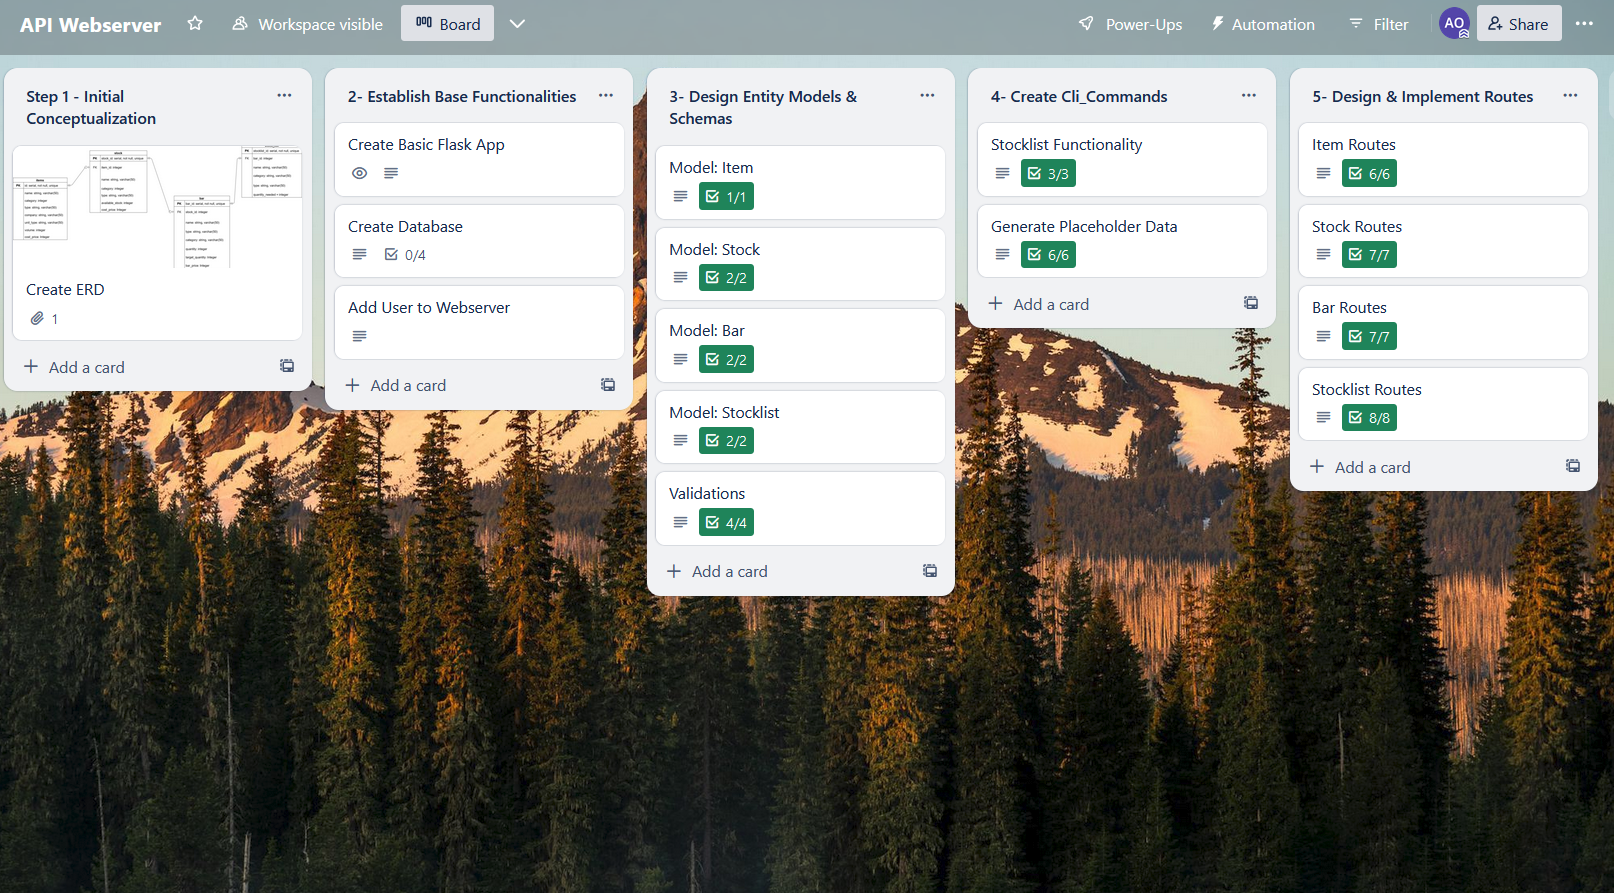 API Webserver
Workspace visible
Board
Power-Ups
Automation
Filter
AO
Share
Step 1 - Initial
Conceptualization
Create ERD
1
Add a card
2- Establish Base Functionalities
Create Basic Flask App
Create Database
0/4
Add User to Webserver
Add a card
3- Design Entity Models &
Schemas
Model: Item
1/1
Model: Stock
2/2
Model: Bar
2/2
Model: Stocklist
2/2
Validations
4/4
Add a card
4- Create Cli_Commands
Stocklist Functionality
3/3
Generate Placeholder Data
6/6
Add a card
5- Design & Implement Routes
Item Routes
6/6
Stock Routes
7/7
Bar Routes
7/7
Stocklist Routes
8/8
Add a card